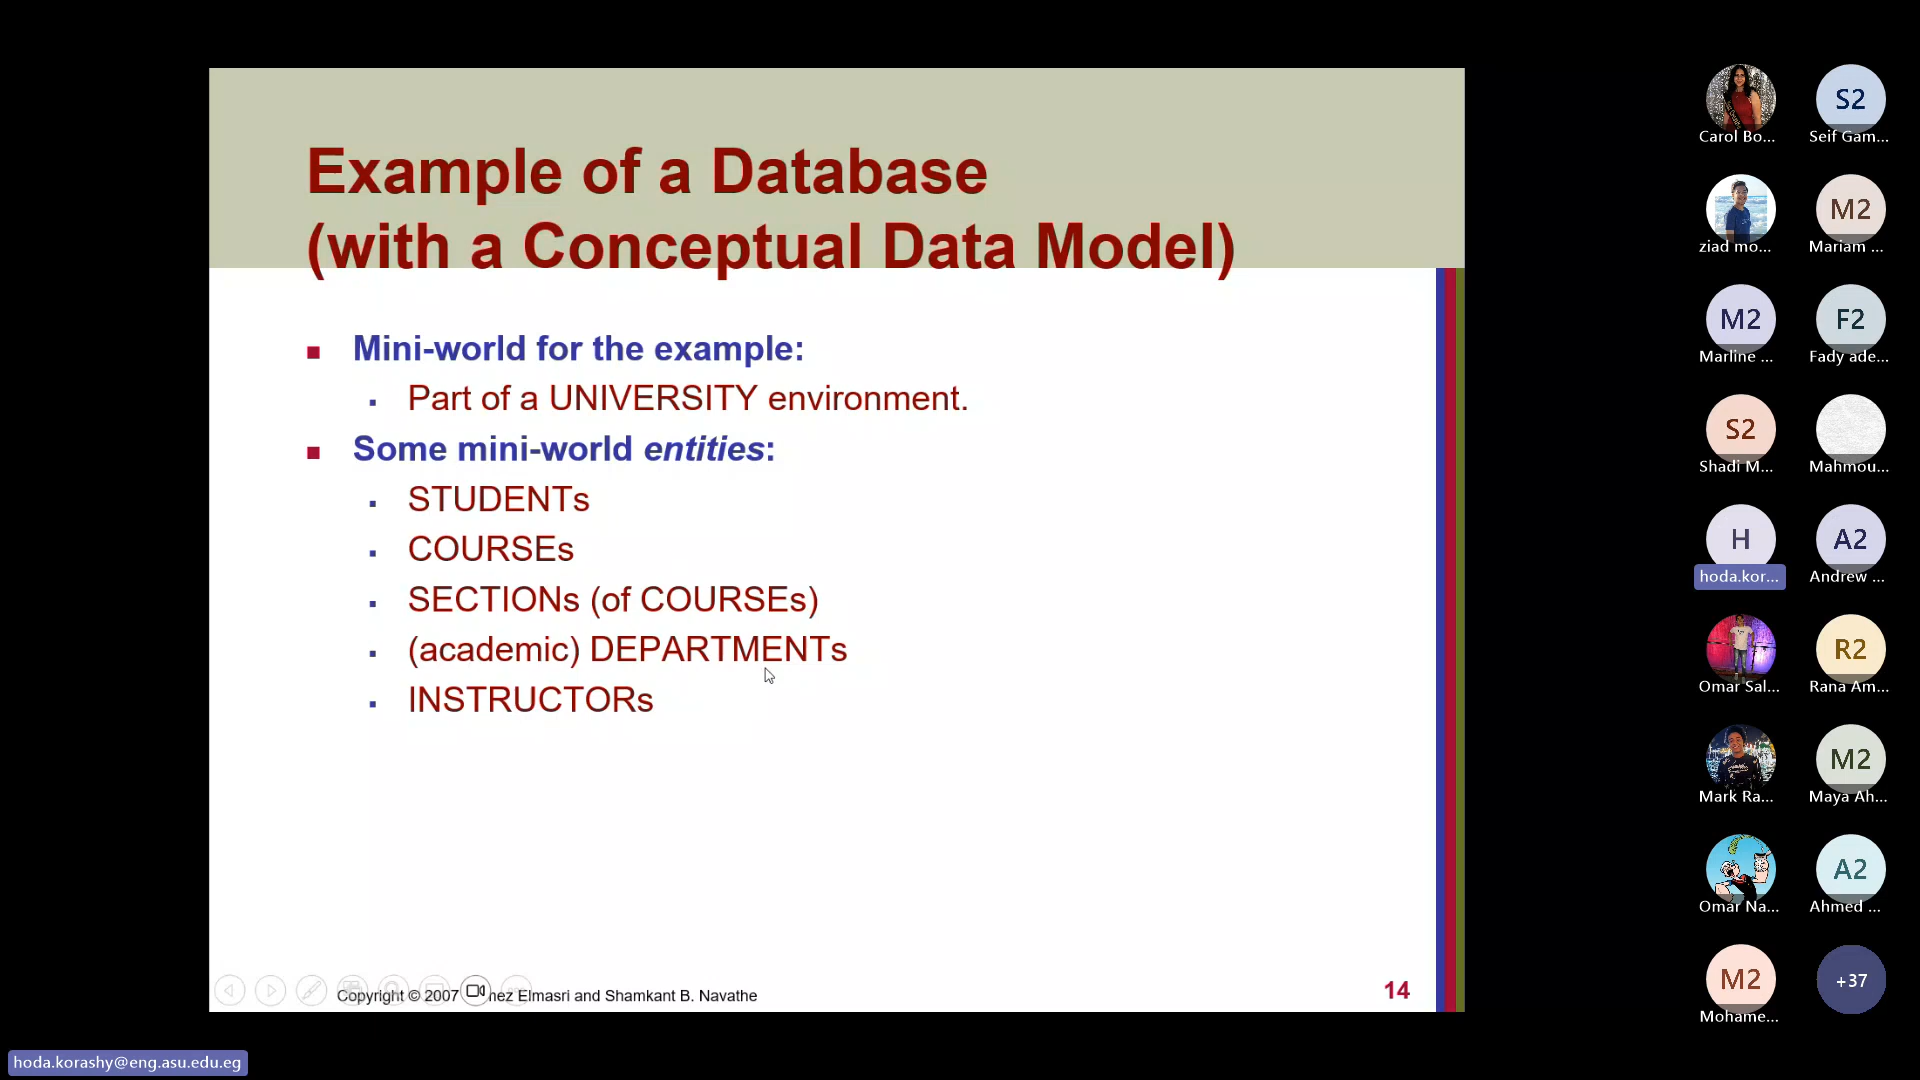 Example of a Database
(with a Conceptual Data Model)
Mini-world for the example:
Part of a UNIVERSITY environment.
Some mini-world entities:
STUDENTs
COURSEs
SECTIONs (of COURSEs)
(academic) DEPARTMENTs
INSTRUCTORs
Copyright © 2007 nez Elmasri and Shamkant B. Navathe
14
hoda.korashy@eng.asu.edu.eg
Carol Bo...
S2
Seif Gam...
ziad mo...
M2
Mariam ...
M2
Marline ...
F2
Fady ade...
S2
Shadi M...
Mahmou...
H
hoda.kor...
A2
Andrew ...
Omar Sal...
R2
Rana Am...
Mark Ra...
M2
Maya Ah...
Omar Na...
A2
Ahmed ...
M2
Mohame...
+37